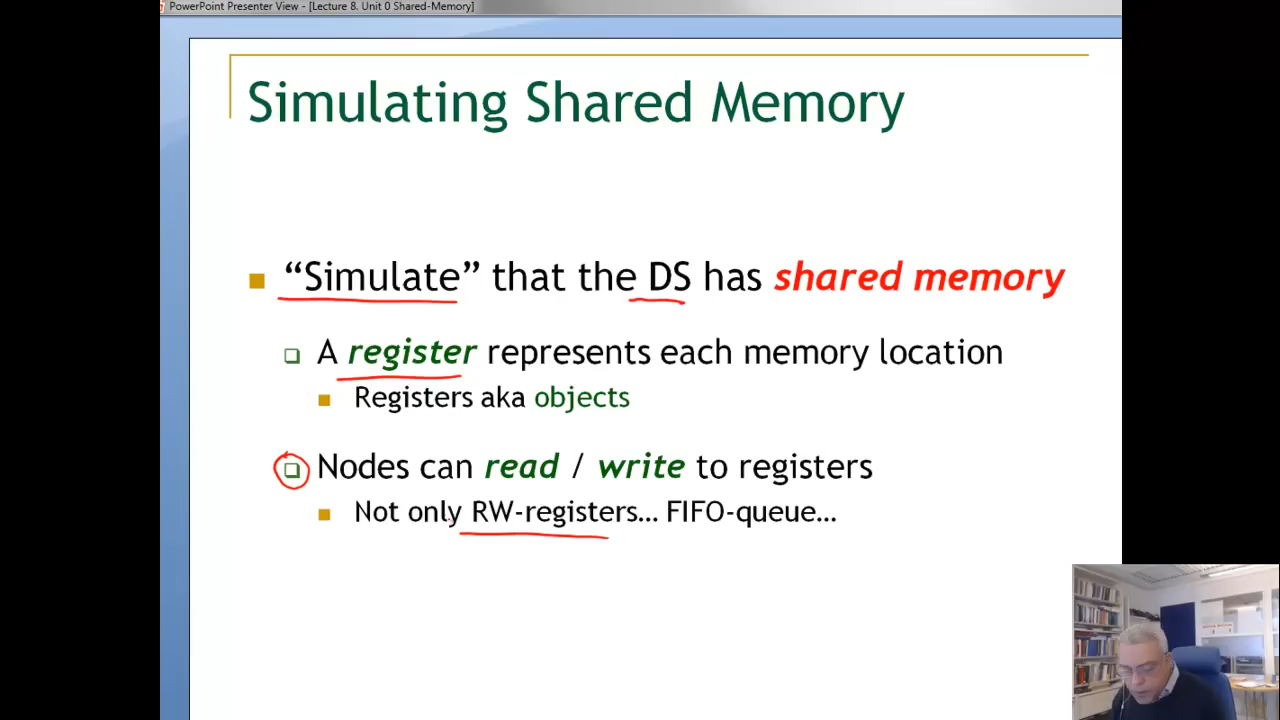 PowerPoint Presenter View - [Lecture 8. Unit 0 Shared-Memory]
Simulating Shared Memory
“Simulate” that the DS has shared memory
A register represents each memory location
Registers aka objects
Nodes can read / write to registers
Not only RW-registers… FIFO-queue…